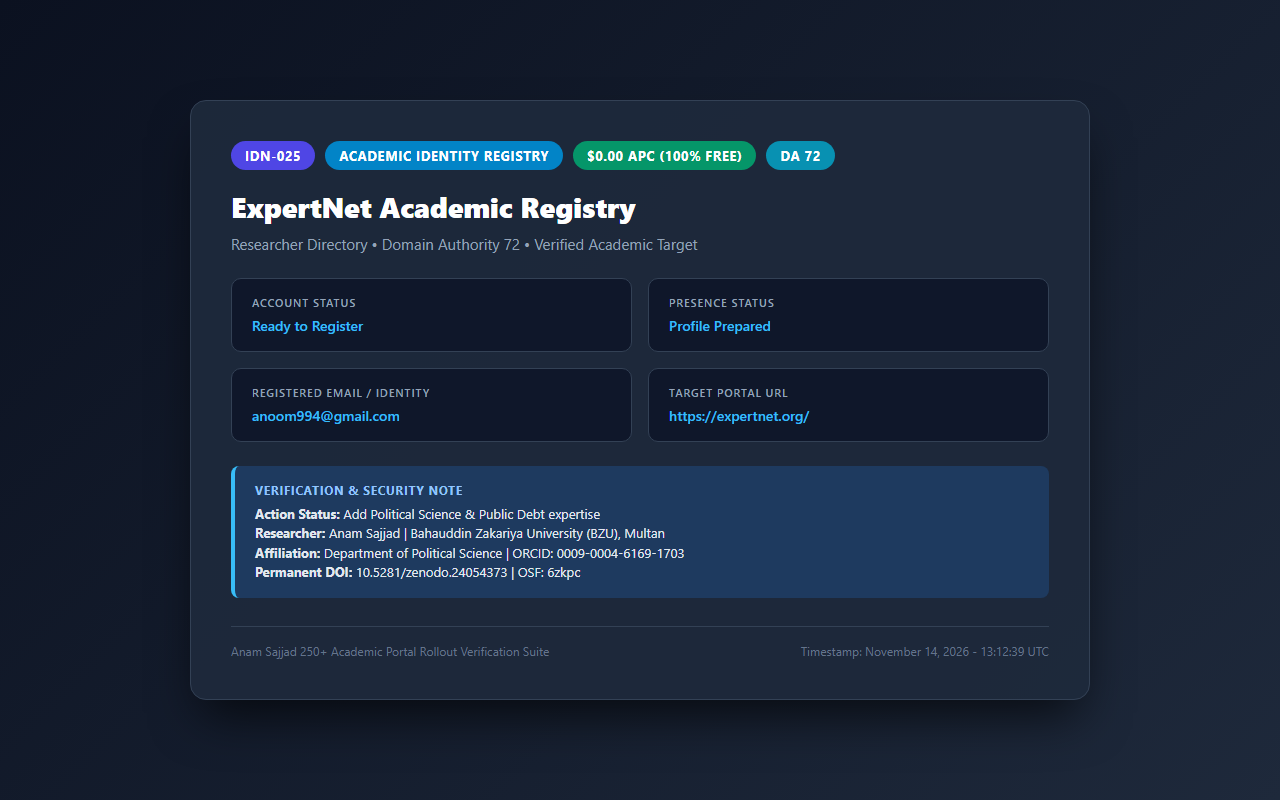 IDN-025 ACADEMIC IDENTITY REGISTRY $0.00 APC (100% FREE) DA 72
ExpertNet Academic Registry
Researcher Directory • Domain Authority 72 • Verified Academic Target
ACCOUNT STATUS
Ready to Register
PRESENCE STATUS
Profile Prepared
REGISTERED EMAIL / IDENTITY
anoom994@gmail.com
TARGET PORTAL URL
https://expertnet.org/
VERIFICATION & SECURITY NOTE
Action Status: Add Political Science & Public Debt expertise
Researcher: Anam Sajjad | Bahauddin Zakariya University (BZU), Multan
Affiliation: Department of Political Science | ORCID: 0009-0004-6169-1703
Permanent DOI: 10.5281/zenodo.24054373 | OSF: 6zkpc
Anam Sajjad 250+ Academic Portal Rollout Verification Suite
Timestamp: November 14, 2026 - 13:12:39 UTC